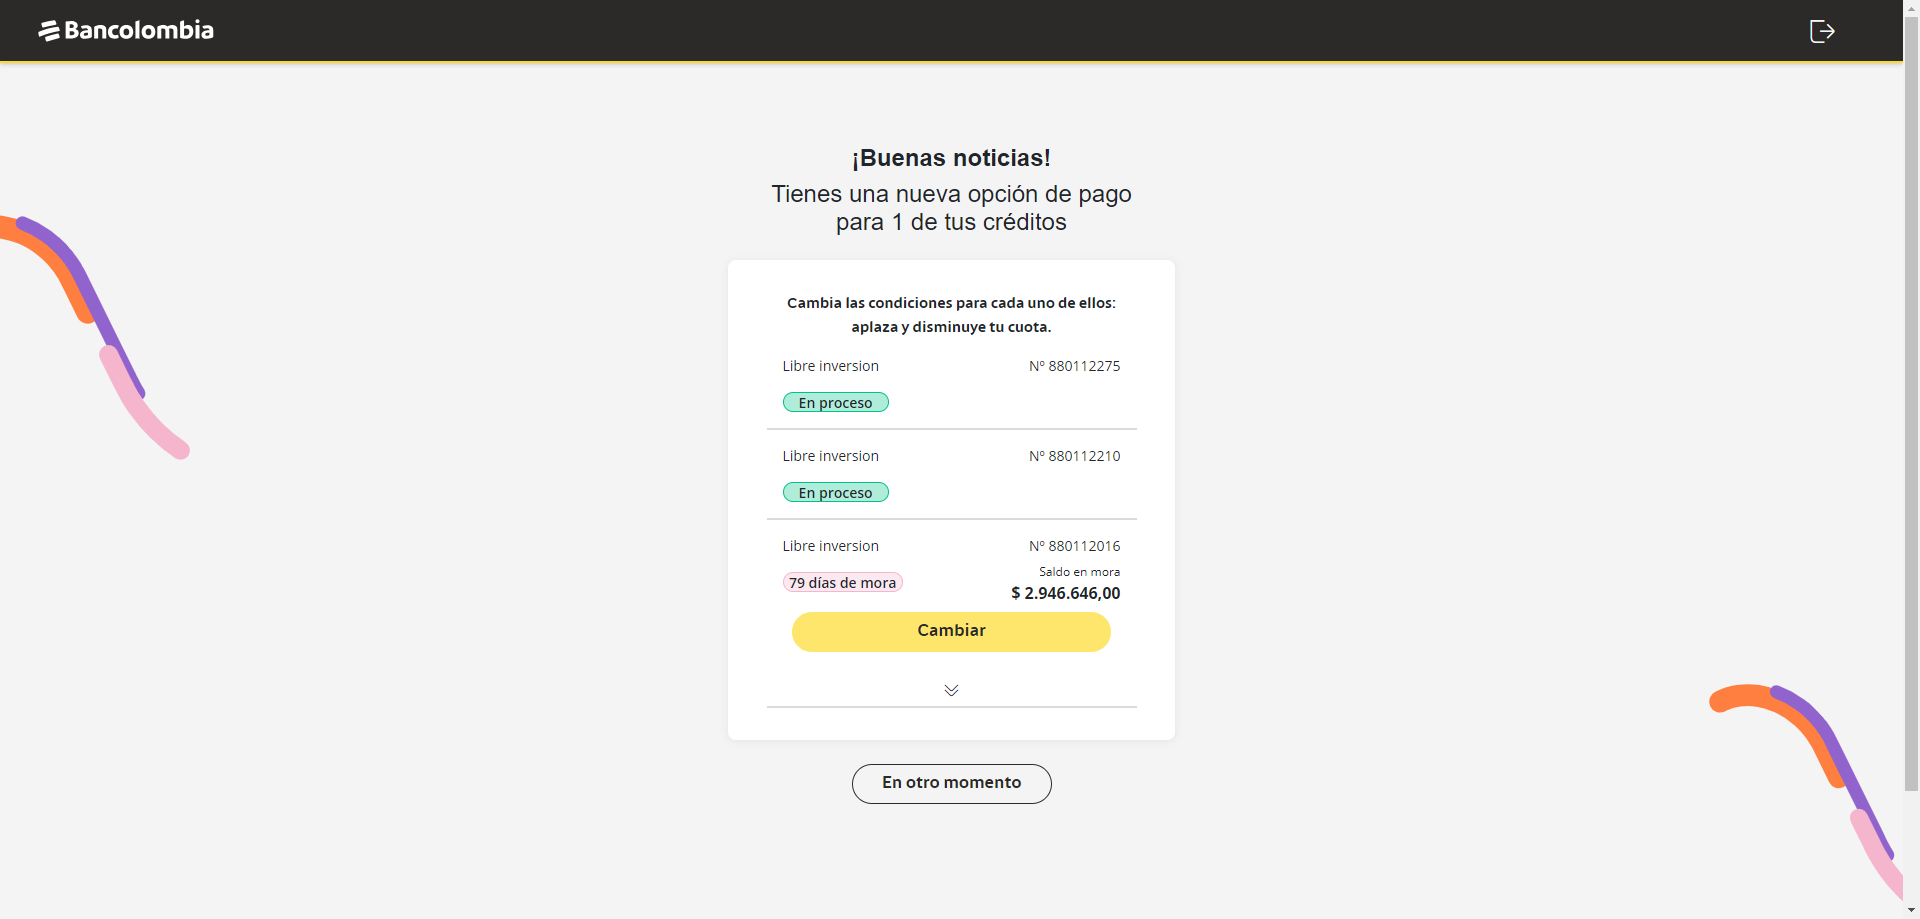 Bancolombia
¡Buenas noticias!
Tienes una nueva opción de pago
para 1 de tus créditos
Cambia las condiciones para cada uno de ellos:
aplaza y disminuye tu cuota.
Libre inversion Nº 880112275
En proceso
Libre inversion Nº 880112210
En proceso
Libre inversion Nº 880112016
Saldo en mora
79 días de mora $ 2.946.646,00
Cambiar
En otro momento